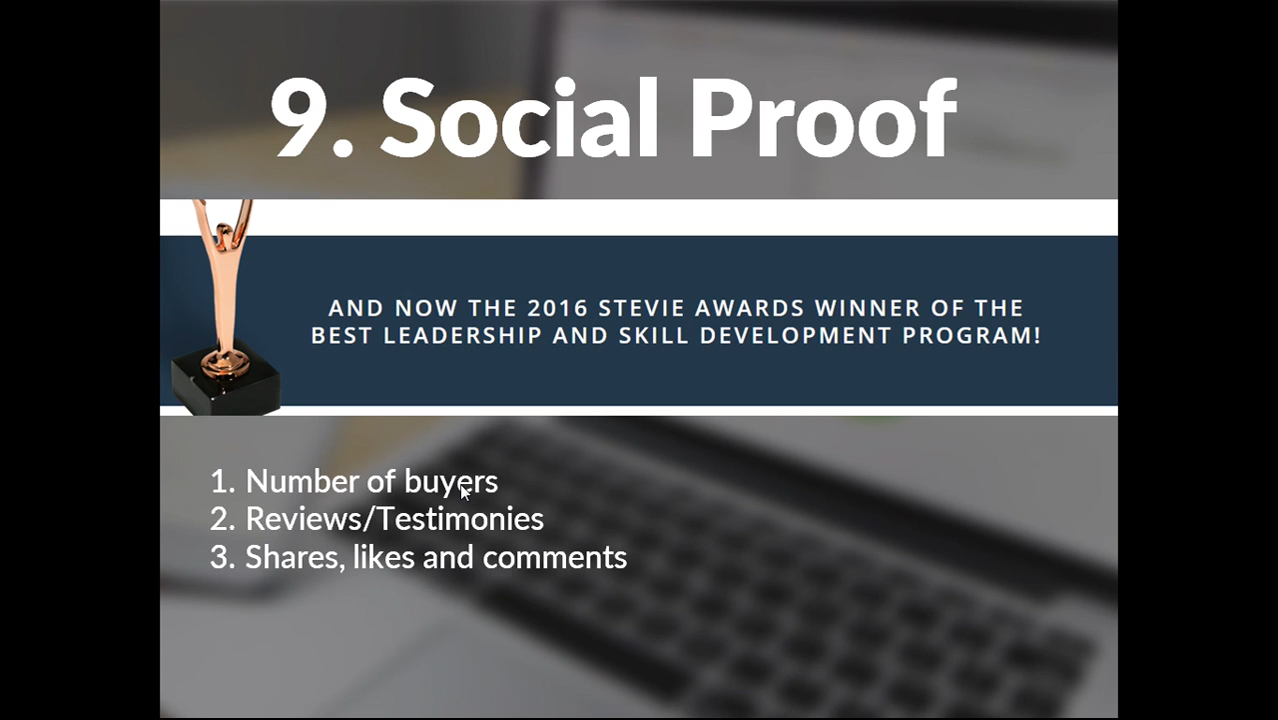 9. Social Proof
AND NOW THE 2016 STEVIE AWARDS WINNER OF THE
BEST LEADERSHIP AND SKILL DEVELOPMENT PROGRAM!
1. Number of buyers
2. Reviews/Testimonies
3. Shares, likes and comments